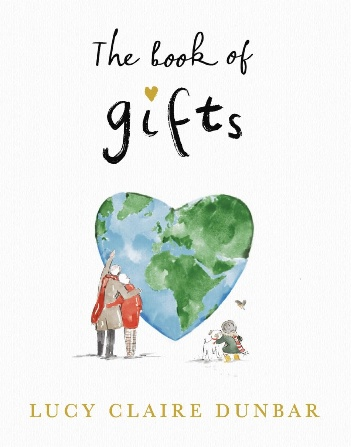 The book of
gifts
LUCY CLAIRE DUNBAR